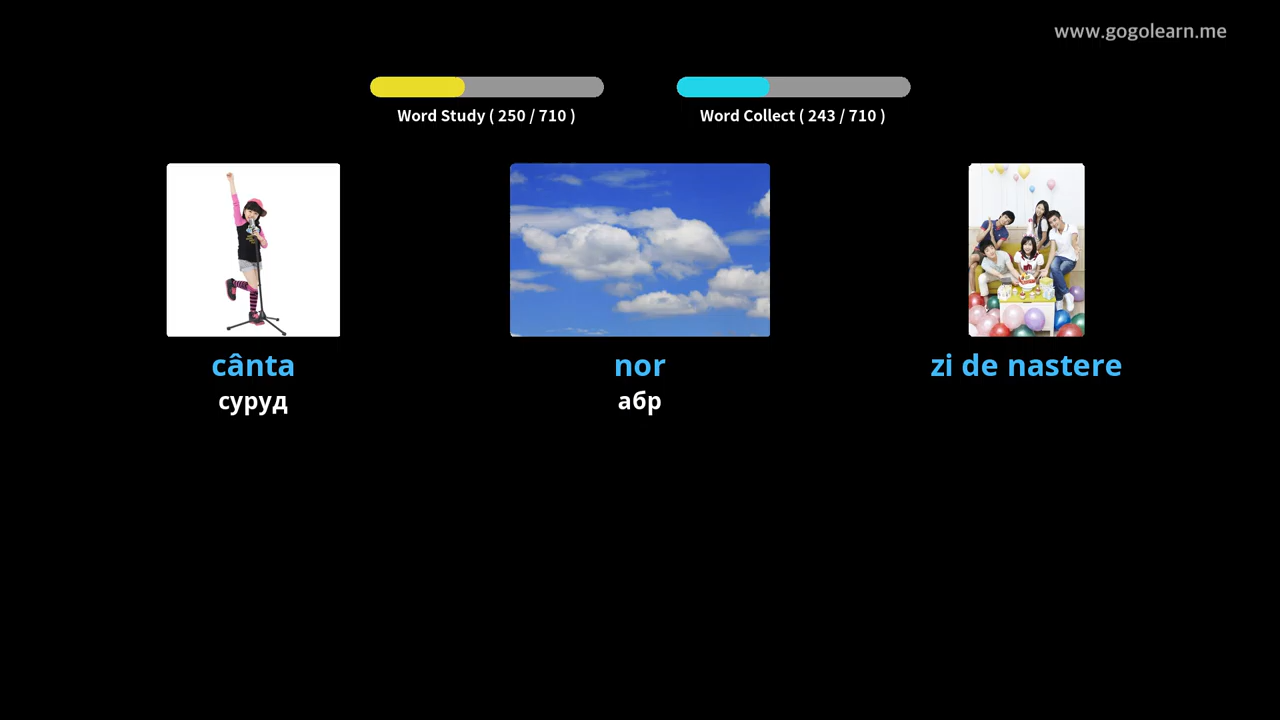 www.gogolearn.me
Word Study ( 250 / 710 )
Word Collect ( 243 / 710 )
cânta
nor
zi de nastere
суруд
абр